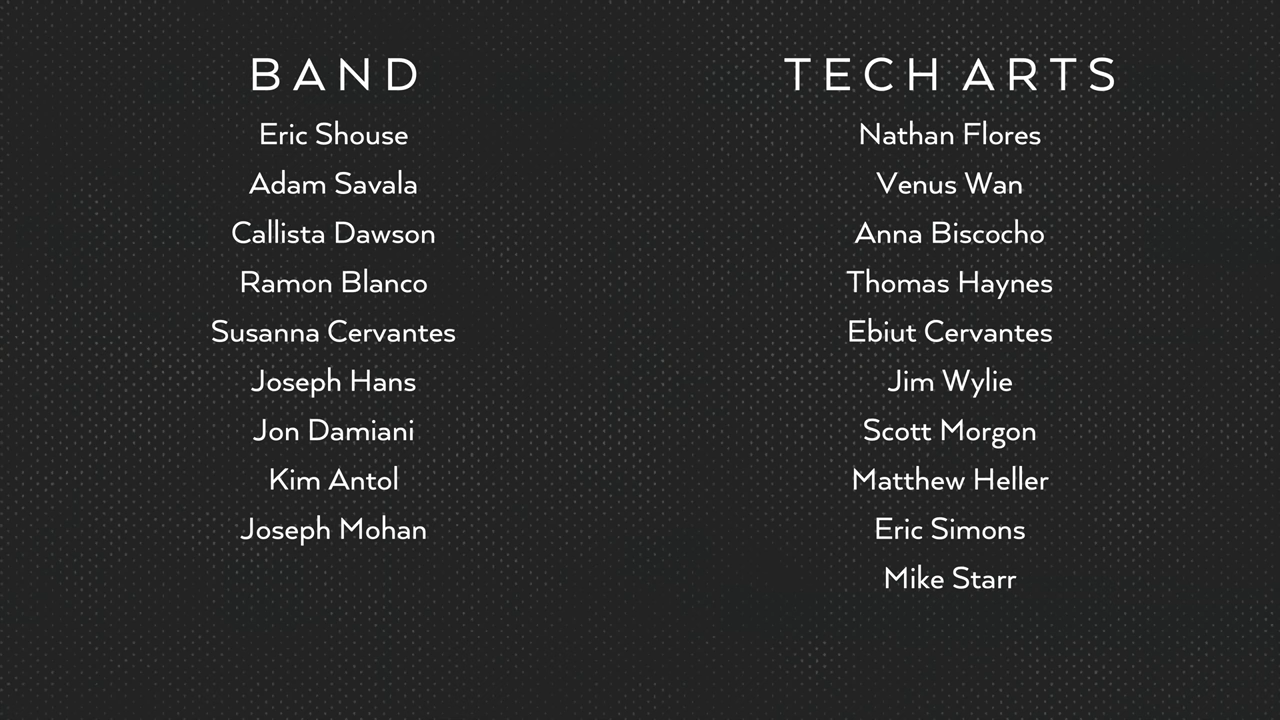 BAND
Eric Shouse
Adam Savala
Callista Dawson
Ramon Blanco
Susanna Cervantes
Joseph Hans
Jon Damiani
Kim Antol
Joseph Mohan
TECH ARTS
Nathan Flores
Venus Wan
Anna Biscocho
Thomas Haynes
Ebiut Cervantes
Jim Wylie
Scott Morgon
Matthew Heller
Eric Simons
Mike Starr